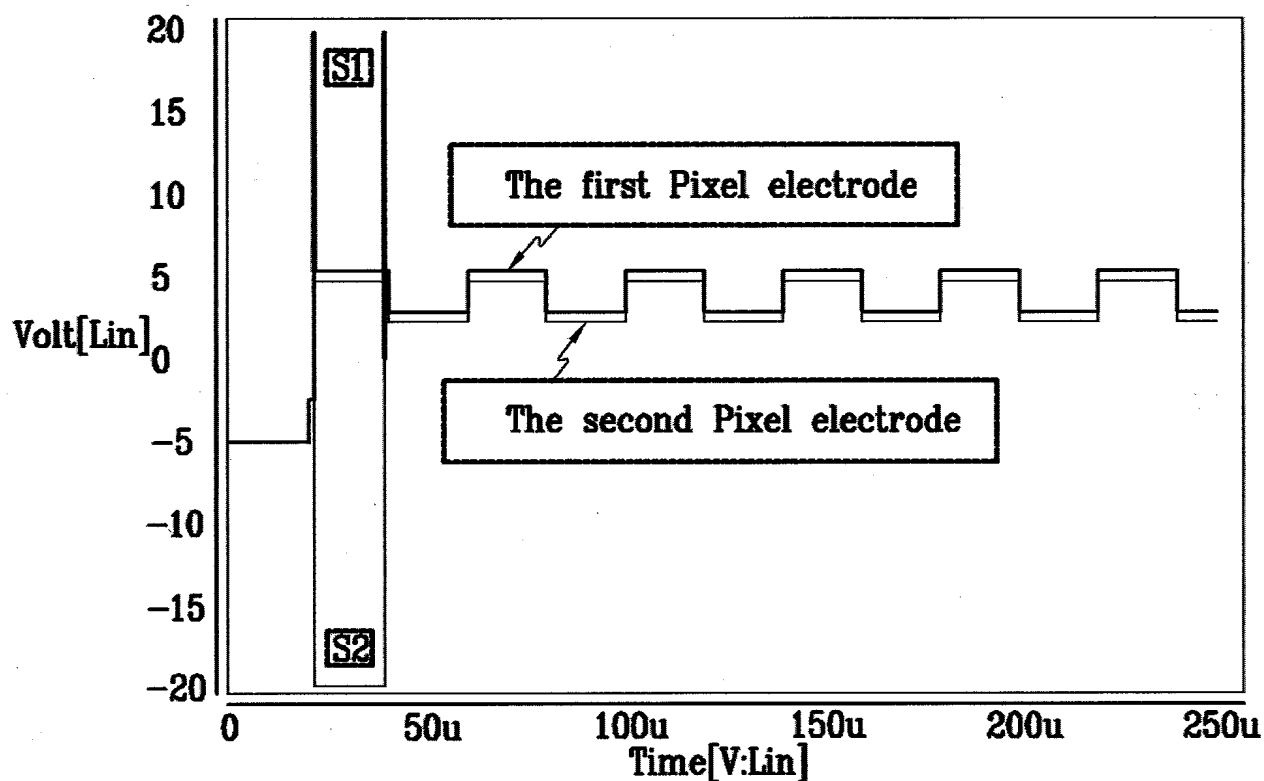 20
S1
15
The first Pixel electrode
10
5
Volt[Lin]
0
The second Pixel electrode
-5
-10
-15
S2
-20
0 50u 100u 150u 200u 250u
Time[V:Lin]